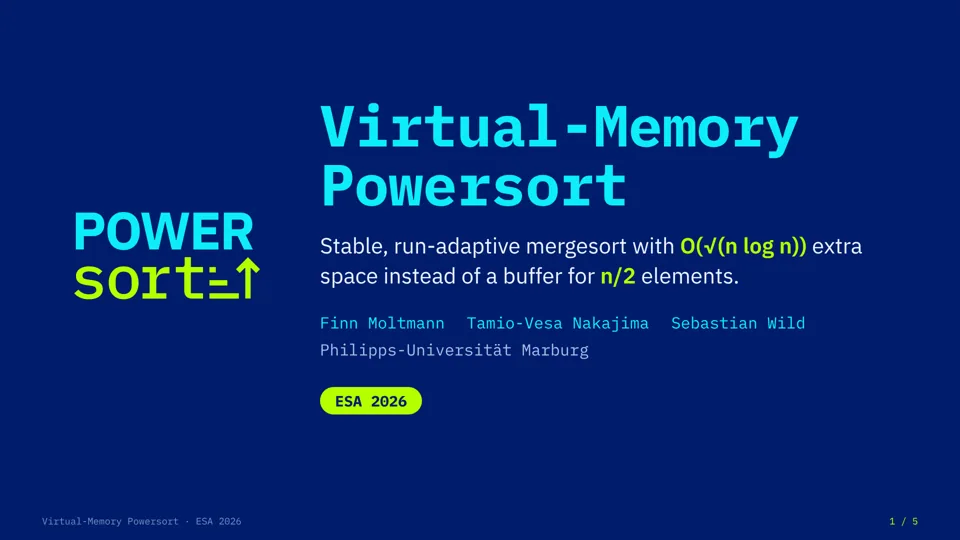 Virtual-Memory
Powersort
POWER
sort
Stable, run-adaptive mergesort with O(√(n log n)) extra
space instead of a buffer for n/2 elements.
Finn Moltmann Tamio-Vesa Nakajima Sebastian Wild
Philipps-Universität Marburg
ESA 2026
Virtual-Memory Powersort · ESA 2026
1 / 5